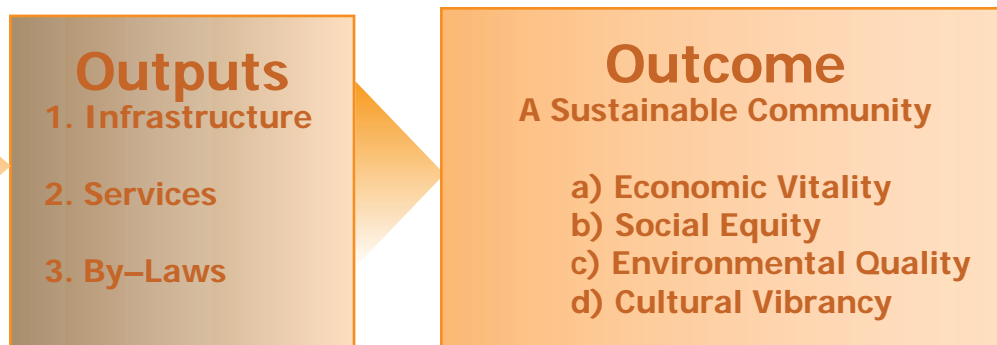 Outputs
1. Infrastructure
2. Services
3. By–Laws
Outcome
A Sustainable Community
a) Economic Vitality
b) Social Equity
c) Environmental Quality
d) Cultural Vibrancy